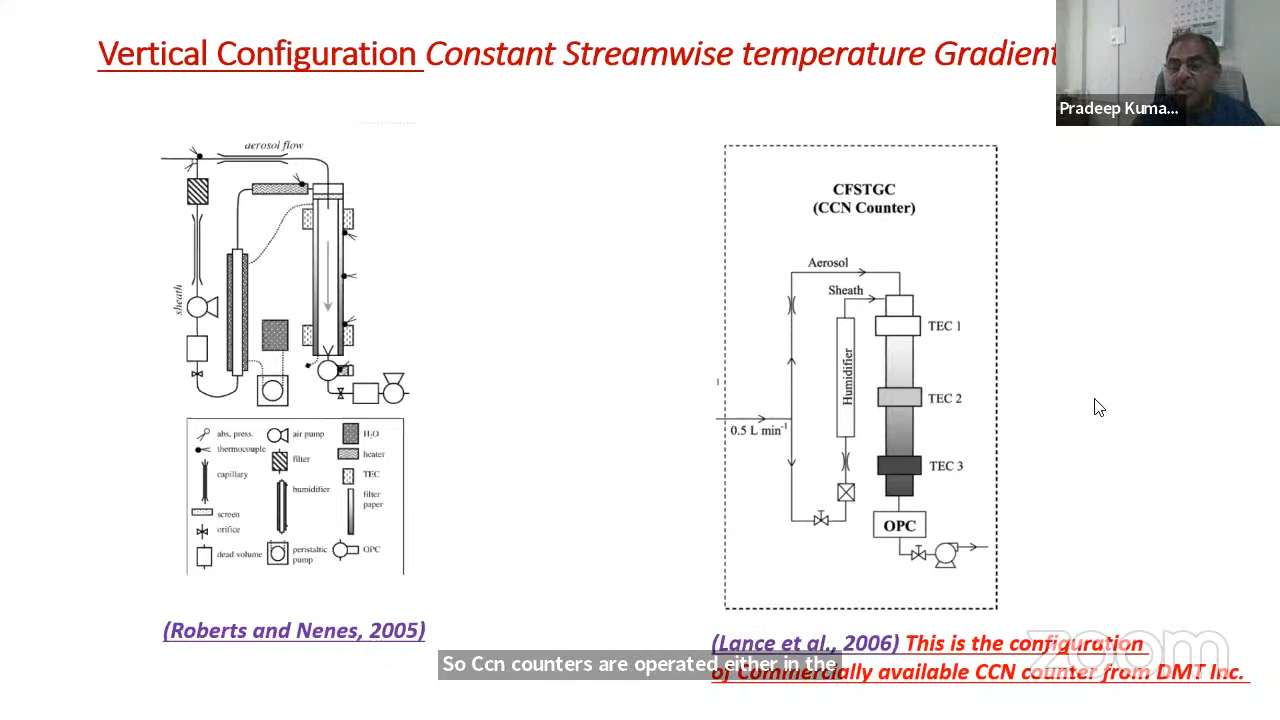 Vertical Configuration Constant Streamwise temperature Gradient
Pradeep Kuma...
aerosol flow
sheath
abs, press.
thermocouple
capillary
screen
orifice
dead volume
air pump
filter
humidifier
peristaltic
pump
H₂O
heater
TEC
filter
paper
OPC
(Roberts and Nenes, 2005)
CFSTGC
(CCN Counter)
Aerosol
Sheath
Humidifier
TEC 1
TEC 2
TEC 3
1
0.5 L min⁻¹
OPC
(Lance et al., 2006) This is the configuration
of Commercially available CCN counter from DMT Inc.
So Ccn counters are operated either in the
zoom